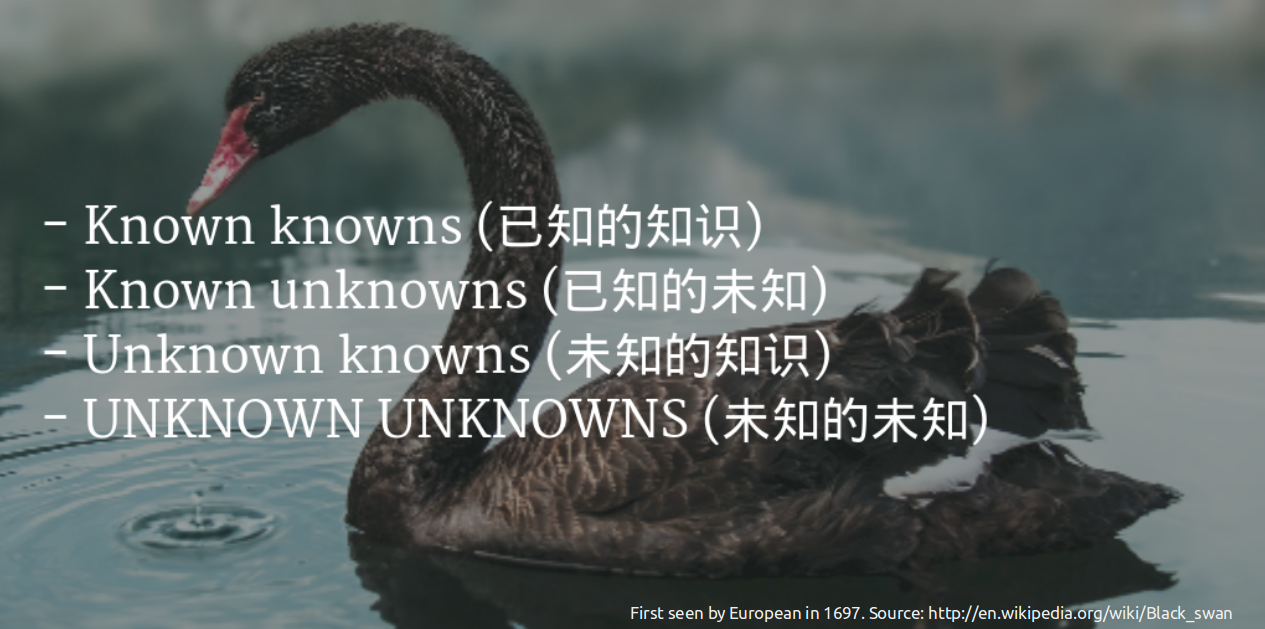 - Known knowns (已知的知识)
- Known unknowns (已知的未知)
- Unknown knowns (未知的知识)
- UNKNOWN UNKNOWNS (未知的未知)
First seen by European in 1697. Source: http://en.wikipedia.org/wiki/Black_swan